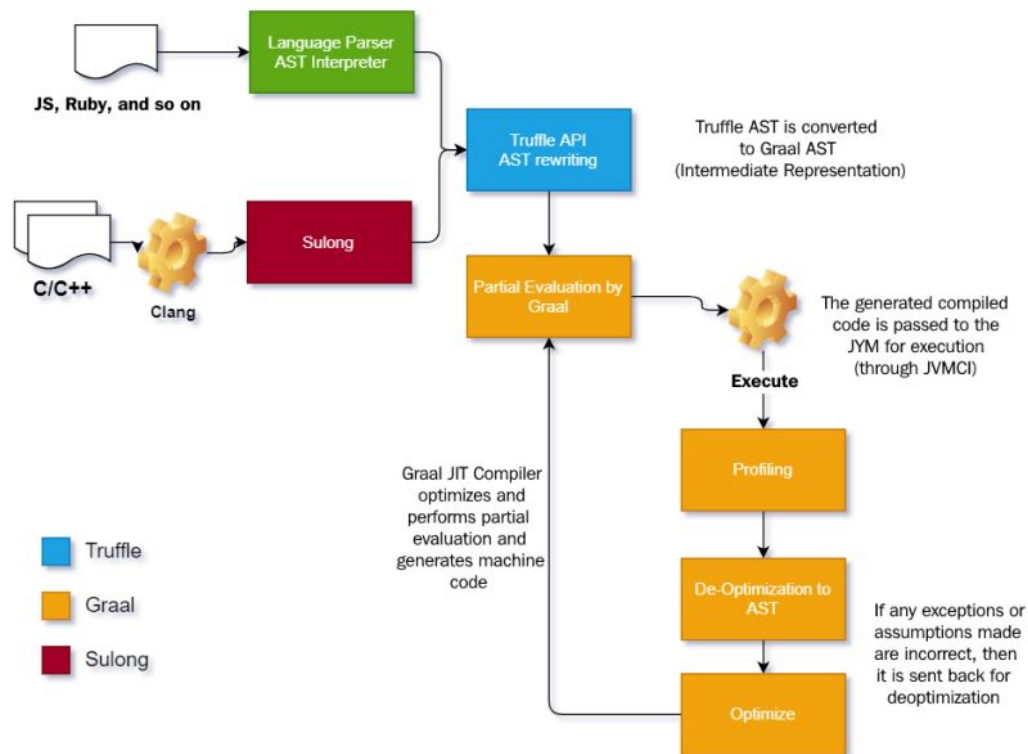 Language Parser
AST Interpreter
JS, Ruby, and so on
Truffle API
AST rewriting
Truffle AST is converted
to Graal AST
(Intermediate Representation)
Sulong
C/C++
Clang
Partial Evaluation by
Graal
The generated compiled
code is passed to the
JYM for execution
(through JVMCI)
Execute
Profiling
Graal JIT Compiler
optimizes and
performs partial
evaluation and
generates machine
code
De-Optimization to
AST
If any exceptions or
assumptions made
are incorrect, then
it is sent back for
deoptimization
Optimize
Truffle
Graal
Sulong